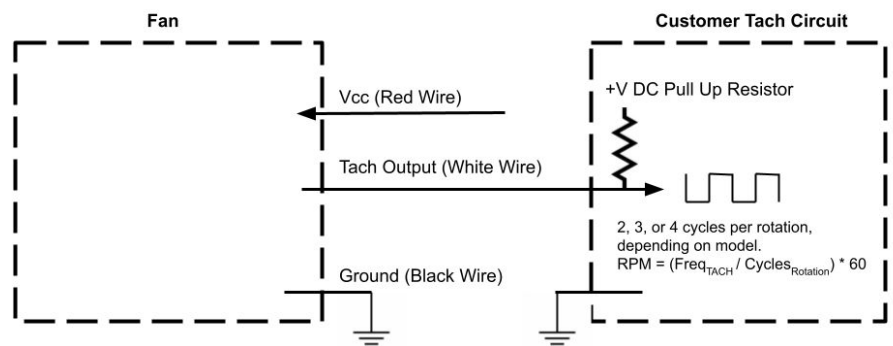 Fan
Customer Tach Circuit
Vcc (Red Wire)
+V DC Pull Up Resistor
Tach Output (White Wire)
2, 3, or 4 cycles per rotation,
depending on model.
RPM = (FreqTACH / CyclesRotation) * 60
Ground (Black Wire)